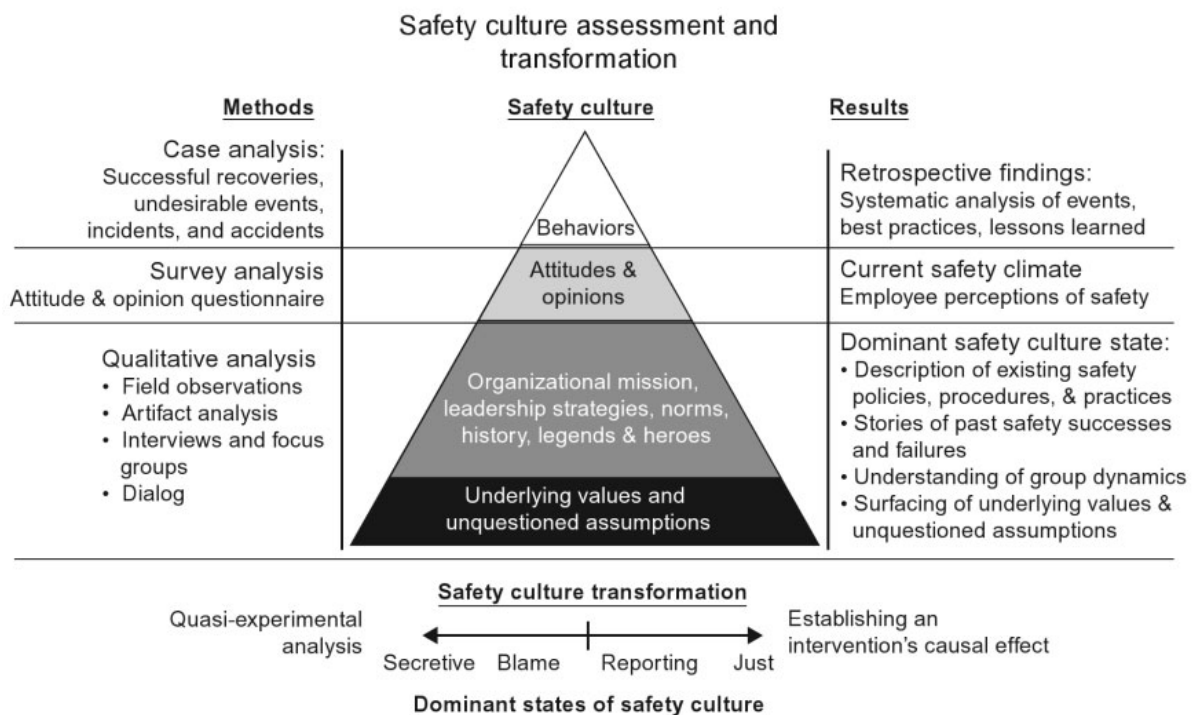 Safety culture assessment and
transformation
Methods
Safety culture
Results
Case analysis:
Successful recoveries,
undesirable events,
incidents, and accidents
Behaviors
Retrospective findings:
Systematic analysis of events,
best practices, lessons learned
Survey analysis
Attitude & opinion questionnaire
Attitudes &
opinions
Current safety climate
Employee perceptions of safety
Qualitative analysis
• Field observations
• Artifact analysis
• Interviews and focus
groups
• Dialog
Organizational mission,
leadership strategies, norms,
history, legends & heroes
Underlying values and
unquestioned assumptions
Dominant safety culture state:
• Description of existing safety
policies, procedures, & practices
• Stories of past safety successes
and failures
• Understanding of group dynamics
• Surfacing of underlying values &
unquestioned assumptions
Safety culture transformation
Quasi-experimental
analysis
Secretive Blame Reporting Just
Establishing an
intervention's causal effect
Dominant states of safety culture